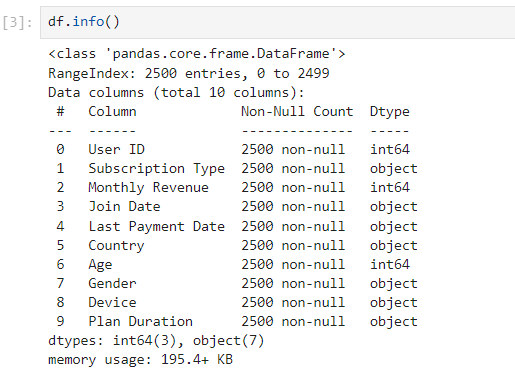 [3]: df.info()
<class 'pandas.core.frame.DataFrame'>
RangeIndex: 2500 entries, 0 to 2499
Data columns (total 10 columns):
 #   Column             Non-Null Count  Dtype
---  ------             --------------  -----
 0   User ID            2500 non-null   int64
 1   Subscription Type  2500 non-null   object
 2   Monthly Revenue    2500 non-null   int64
 3   Join Date          2500 non-null   object
 4   Last Payment Date  2500 non-null   object
 5   Country            2500 non-null   object
 6   Age                2500 non-null   int64
 7   Gender             2500 non-null   object
 8   Device             2500 non-null   object
 9   Plan Duration      2500 non-null   object
dtypes: int64(3), object(7)
memory usage: 195.4+ KB